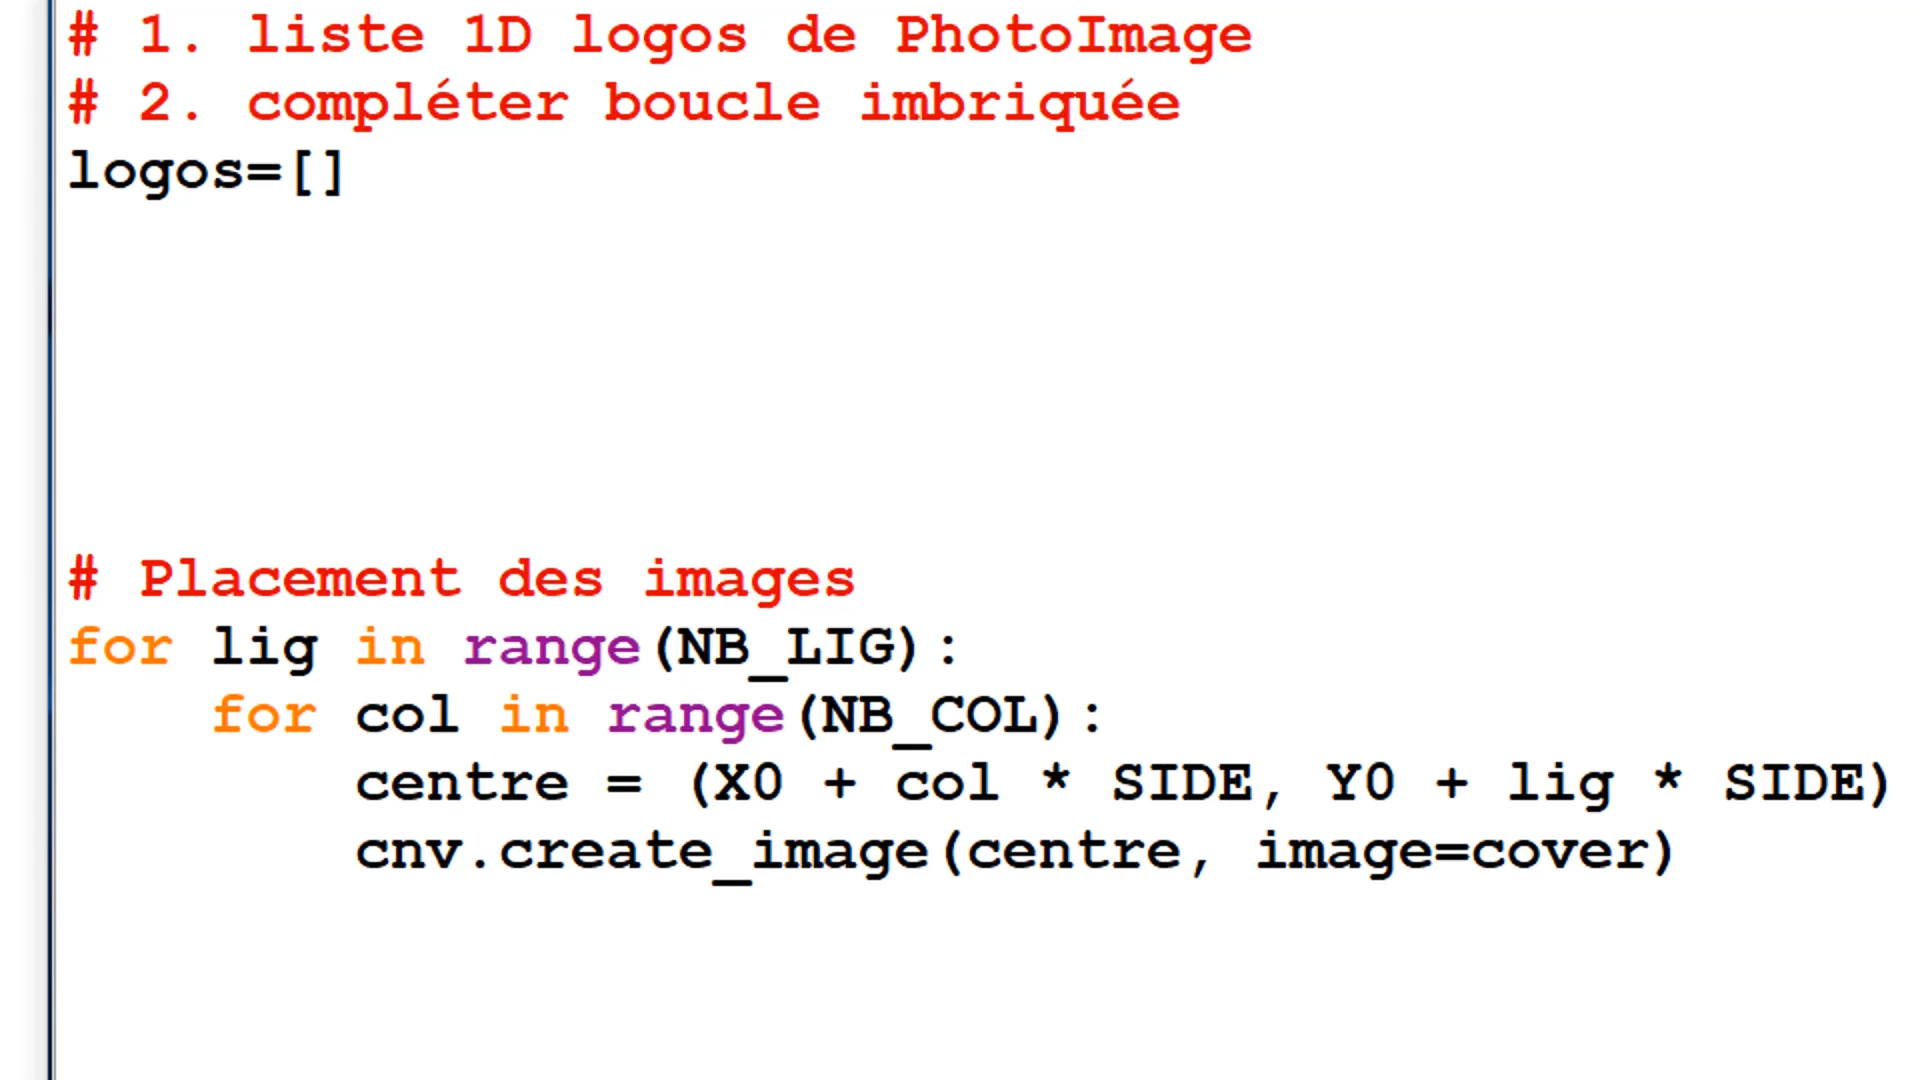 # 1. liste 1D logos de PhotoImage
# 2. compléter boucle imbriquée
logos=[]
# Placement des images
for lig in range(NB_LIG):
    for col in range(NB_COL):
        centre = (X0 + col * SIDE, Y0 + lig * SIDE)
        cnv.create_image(centre, image=cover)